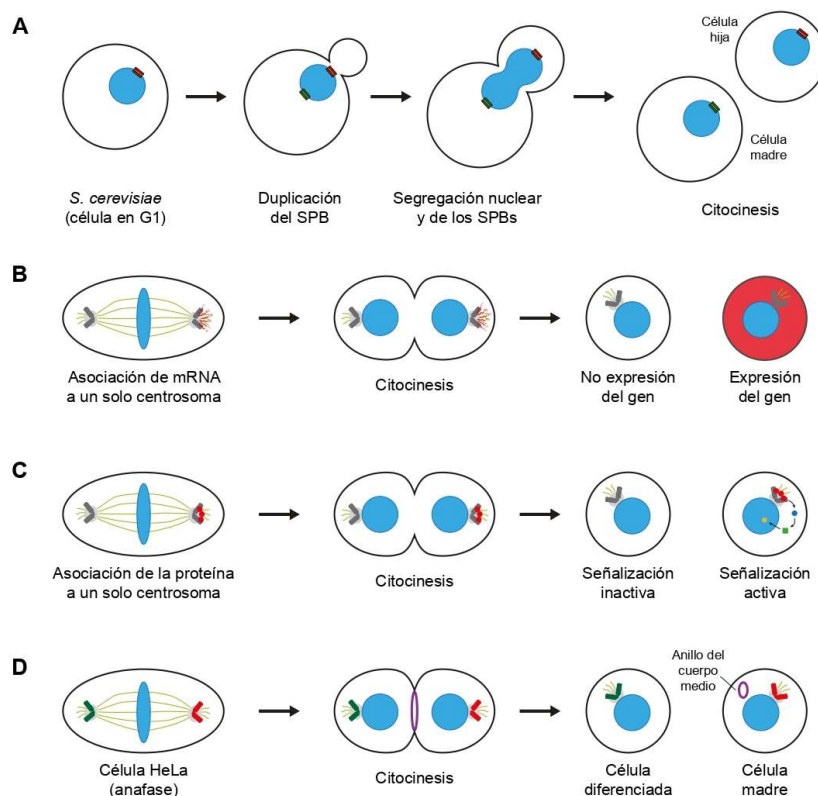 A
Célula
hija
Célula
madre
S. cerevisiae
(célula en G1)
Duplicación
del SPB
Segregación nuclear
y de los SPBs
Citocinesis
B
Asociación de mRNA
a un solo centrosoma
Citocinesis
No expresión
del gen
Expresión
del gen
C
Asociación de la proteína
a un solo centrosoma
Citocinesis
Señalización
inactiva
Señalización
activa
D
Anillo del
cuerpo
medio
Célula HeLa
(anafase)
Citocinesis
Célula
diferenciada
Célula
madre